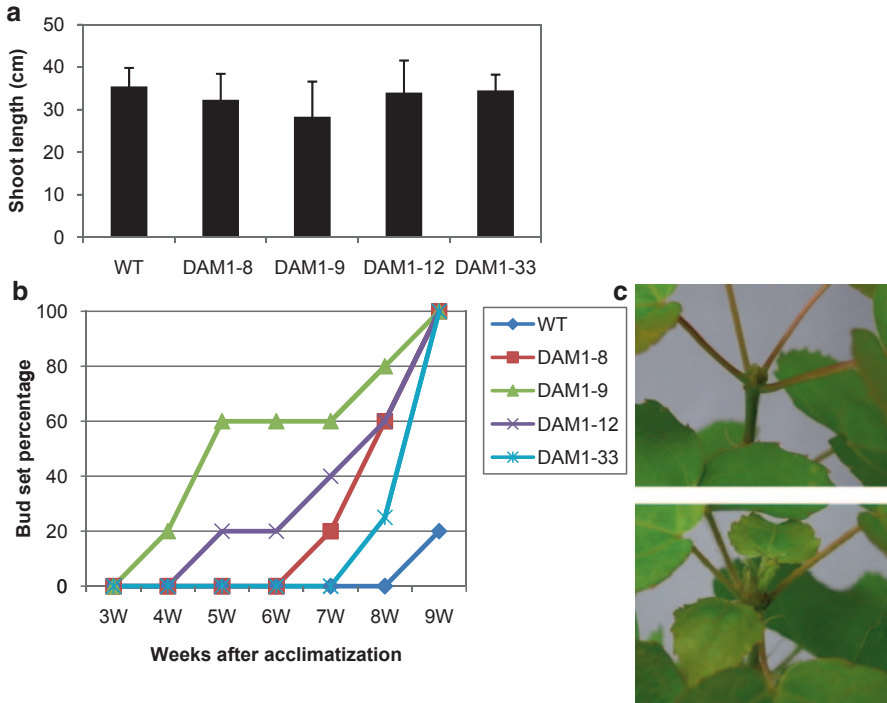 a
Shoot length (cm)
50
40
30
20
10
0
WT DAM1-8 DAM1-9 DAM1-12 DAM1-33
b
Bud set percentage
100
80
60
40
20
0
3W 4W 5W 6W 7W 8W 9W
Weeks after acclimatization
WT
DAM1-8
DAM1-9
DAM1-12
DAM1-33
c